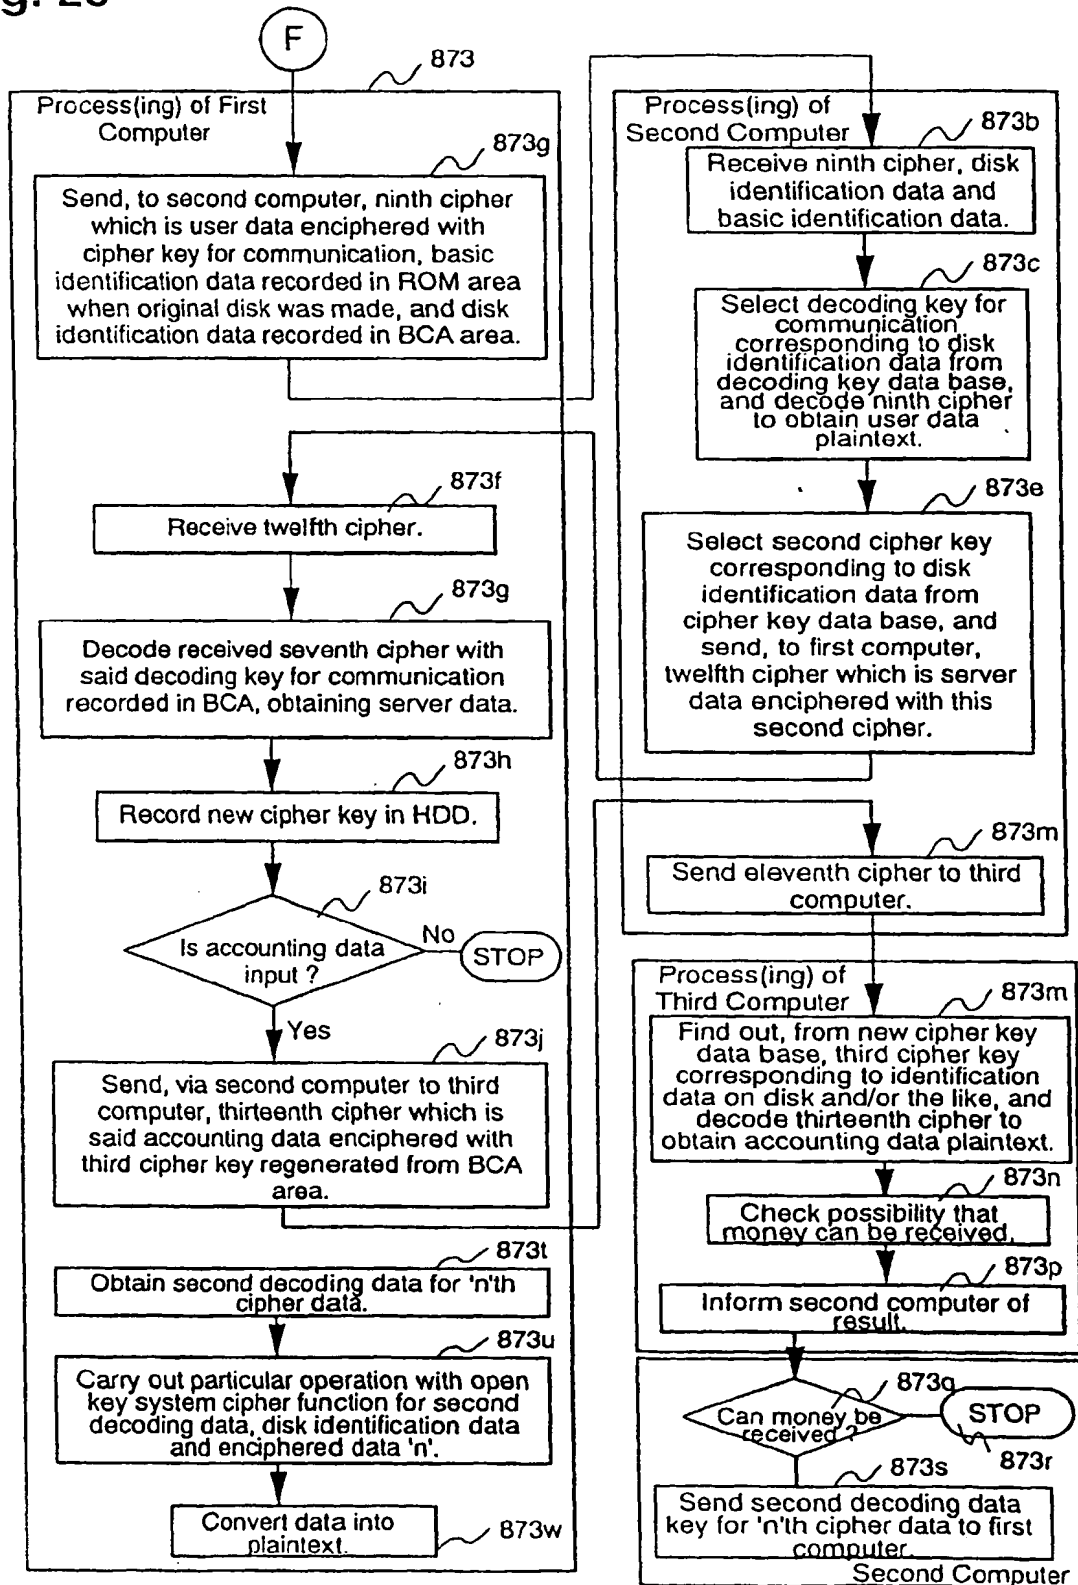 F
873
Process(ing) of First
Computer
873g
Send, to second computer, ninth cipher
which is user data enciphered with
cipher key for communication, basic
identification data recorded in ROM area
when original disk was made, and disk
identification data recorded in BCA area.
873f
Receive twelfth cipher.
873g
Decode received seventh cipher with
said decoding key for communication
recorded in BCA, obtaining server data.
873h
Record new cipher key in HDD.
873i
Is accounting data
input ?
No
STOP
Yes
873j
Send, via second computer to third
computer, thirteenth cipher which is
said accounting data enciphered with
third cipher key regenerated from BCA
area.
873t
Obtain second decoding data for 'n'th
cipher data.
873u
Carry out particular operation with open
key system cipher function for second
decoding data, disk identification data
and enciphered data 'n'.
Convert data into
plaintext.
873w
Process(ing) of
Second Computer
873b
Receive ninth cipher, disk
identification data and
basic identification data.
873c
Select decoding key for
communication
corresponding to disk
identification data from
decoding key data base,
and decode ninth cipher
to obtain user data
plaintext.
873e
Select second cipher key
corresponding to disk
identification data from
cipher key data base, and
send, to first computer,
twelfth cipher which is server
data enciphered with this
second cipher.
873m
Send eleventh cipher to third
computer.
Process(ing) of
Third Computer
873m
Find out, from new cipher key
data base, third cipher key
corresponding to identification
data on disk and/or the like, and
decode thirteenth cipher to
obtain accounting data plaintext.
873n
Check possibility that
money can be received.
873p
Inform second computer of
result.
873q
Can money be
received ?
STOP
873r
873s
Send second decoding data
key for 'n'th cipher data to first
computer.
Second Computer